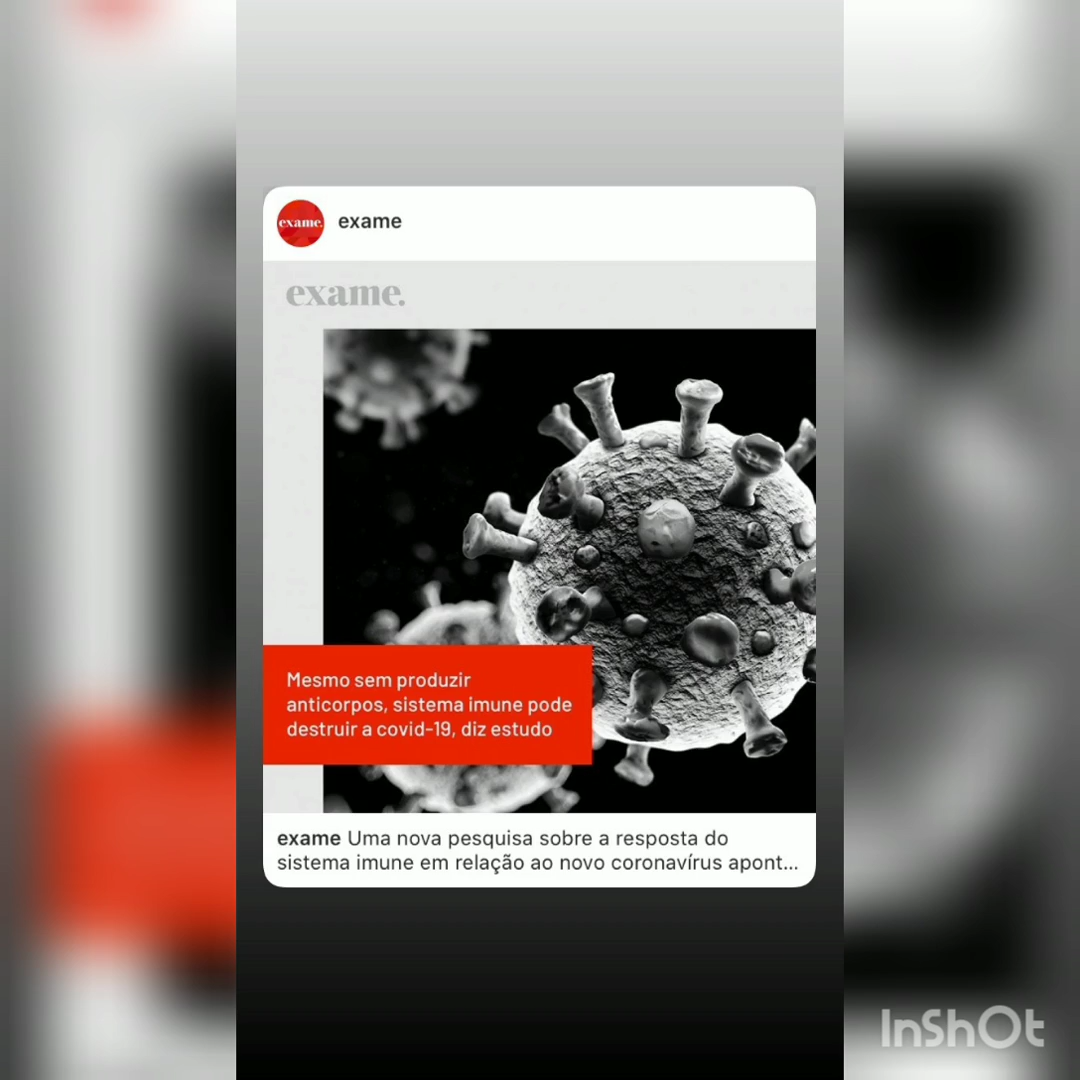 exame.
exame
exame.
Mesmo sem produzir
anticorpos, sistema imune pode
destruir a covid-19, diz estudo
exame Uma nova pesquisa sobre a resposta do
sistema imune em relação ao novo coronavírus apont...
InShOt